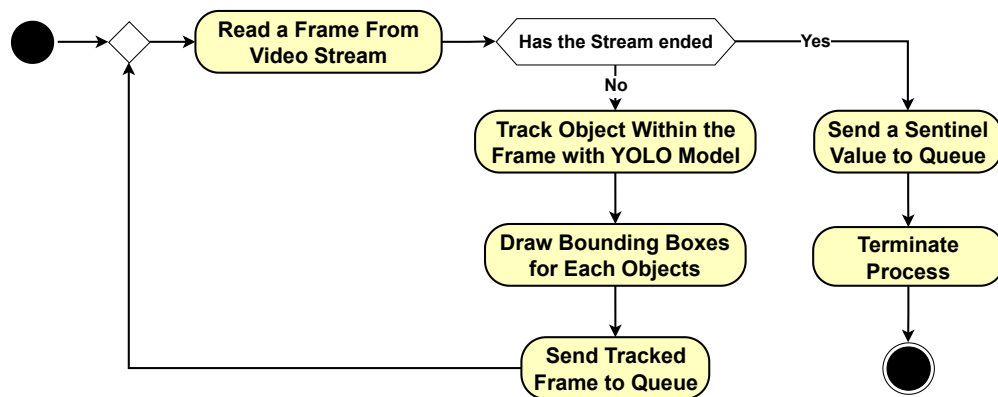 Read a Frame From
Video Stream
Has the Stream ended
Yes
No
Track Object Within the
Frame with YOLO Model
Send a Sentinel
Value to Queue
Draw Bounding Boxes
for Each Objects
Terminate
Process
Send Tracked
Frame to Queue